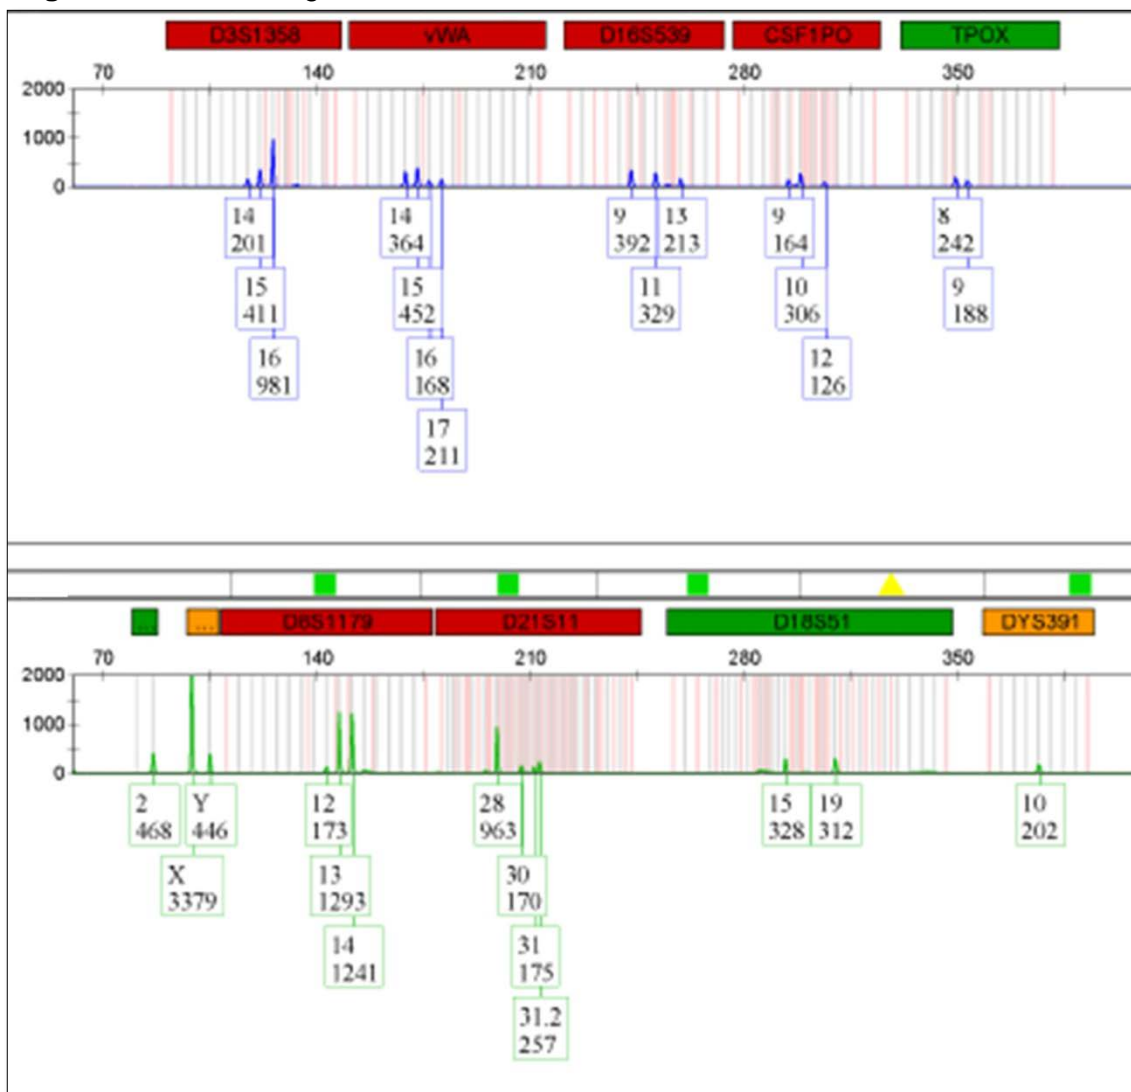 D3S1358 vWA D16S539 CSF1PO TPOX
70 140 210 280 350
2000
1000
0
14 14 9 13 9 8
201 364 392 213 164 242
15 15 11 10 9
411 452 329 306 188
16 16 12
981 168 126
17
211
... ... D8S1179 D21S11 D18S51 DYS391
70 140 210 280 350
2000
1000
0
2 Y 12 28 15 19 10
468 446 173 963 328 312 202
X 13 30
3379 1293 170
14 31
1241 175
31.2
257